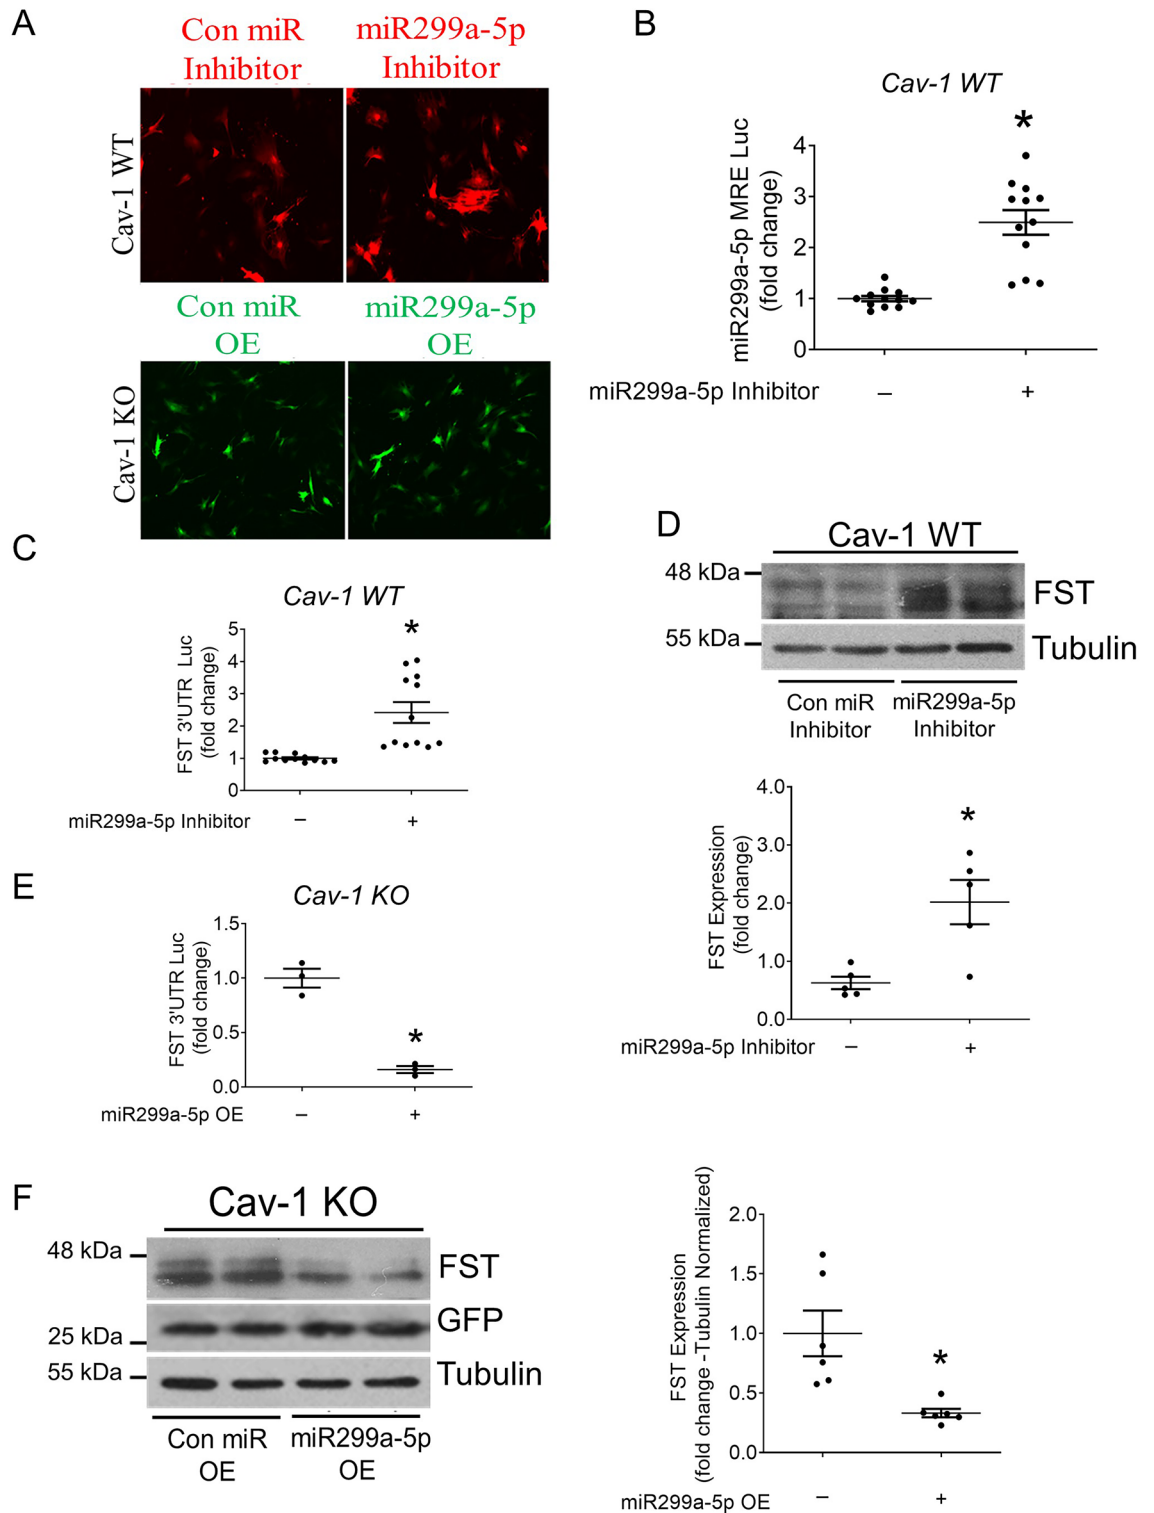 A
Con miR
Inhibitor
miR299a-5p
Inhibitor
Cav-1 WT
Con miR
OE
miR299a-5p
OE
Cav-1 KO
B
Cav-1 WT
miR299a-5p MRE Luc
(fold change)
4
3
2
1
0
*
miR299a-5p Inhibitor
–
+
C
Cav-1 WT
FST 3'UTR Luc
(fold change)
5
4
3
2
1
0
*
miR299a-5p Inhibitor
–
+
D
Cav-1 WT
48 kDa
FST
55 kDa
Tubulin
Con miR
Inhibitor
miR299a-5p
Inhibitor
FST Expression
(fold change)
4.0
3.0
2.0
1.0
0.0
*
miR299a-5p Inhibitor
–
+
E
Cav-1 KO
FST 3'UTR Luc
(fold change)
1.5
1.0
0.5
0.0
*
miR299a-5p OE
–
+
F
Cav-1 KO
48 kDa
FST
GFP
25 kDa
55 kDa
Tubulin
Con miR
OE
miR299a-5p
OE
FST Expression
(fold change -Tubulin Normalized)
2.0
1.5
1.0
0.5
0.0
*
miR299a-5p OE
–
+